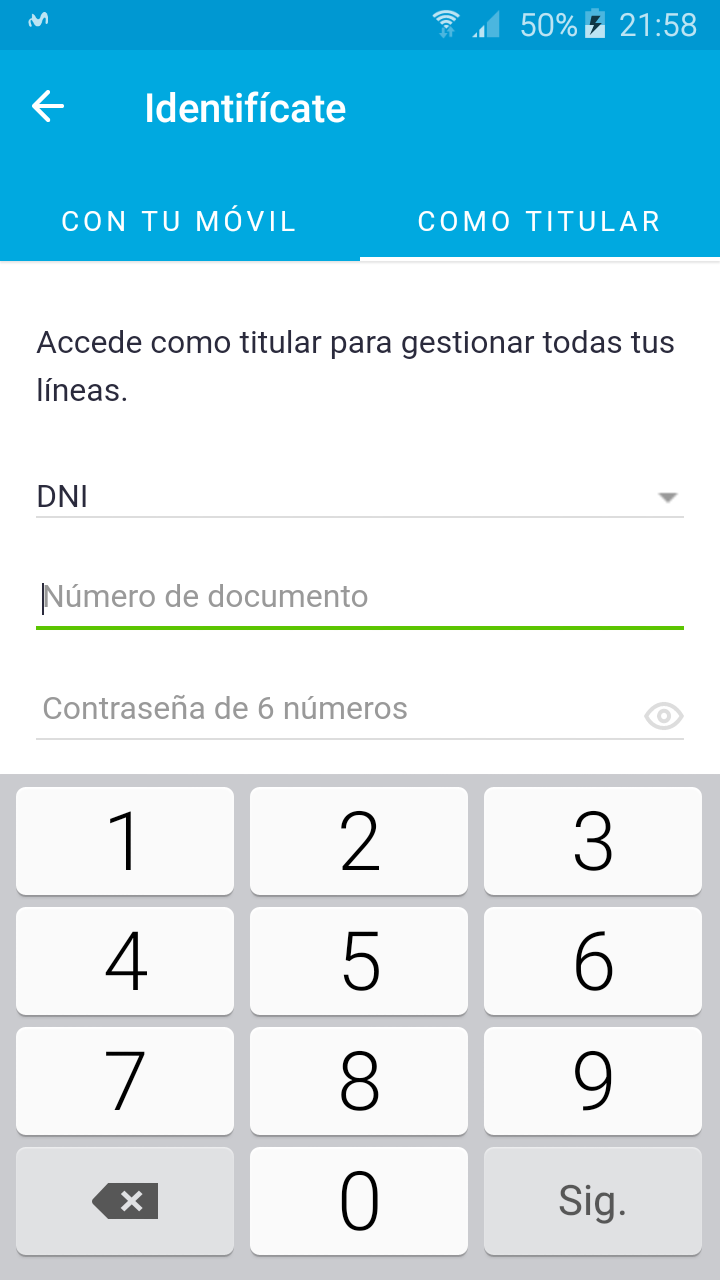 50% 21:58
Identifícate
CON TU MÓVIL COMO TITULAR
Accede como titular para gestionar todas tus
líneas.
DNI
Número de documento
Contraseña de 6 números
1 2 3
4 5 6
7 8 9
0 Sig.